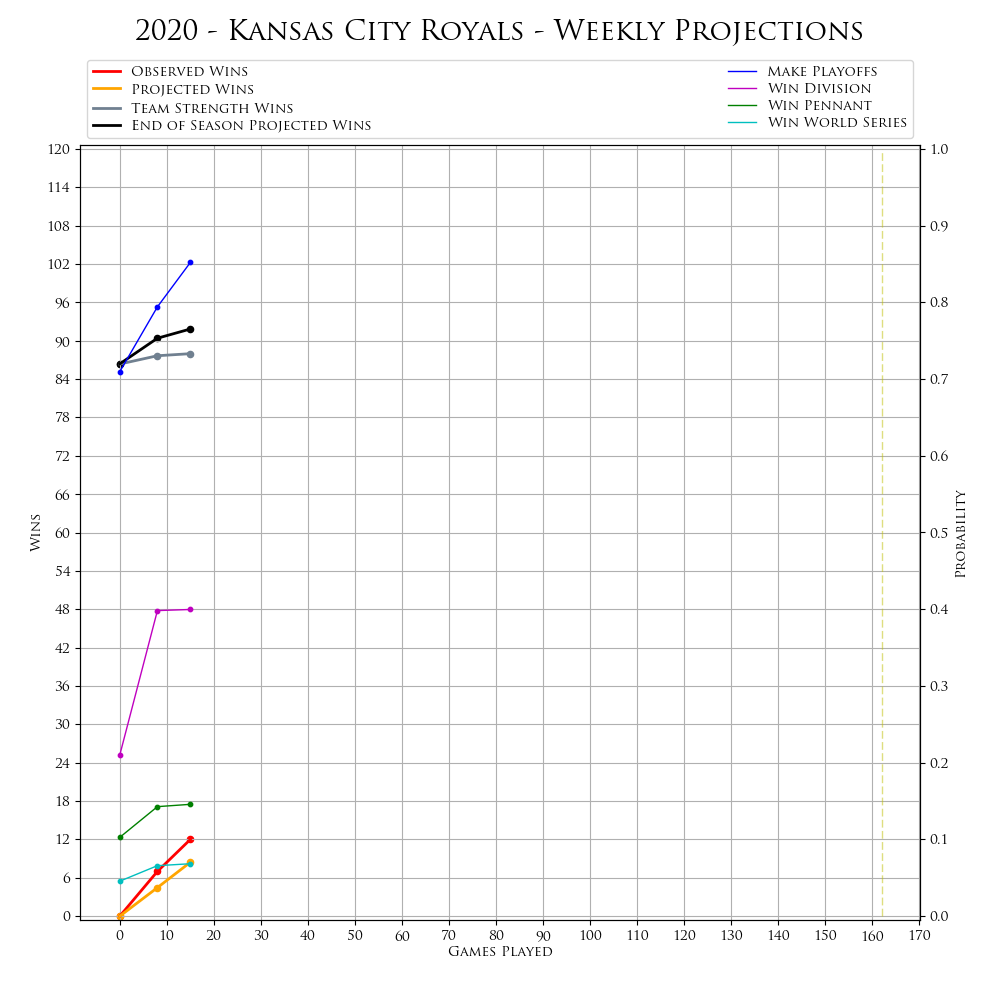 2020 - Kansas City Royals - Weekly Projections
Observed Wins
Projected Wins
Team Strength Wins
End of Season Projected Wins
Make Playoffs
Win Division
Win Pennant
Win World Series
120
114
108
102
96
90
84
78
72
66
60
54
48
42
36
30
24
18
12
6
0
Wins
1.0
0.9
0.8
0.7
0.6
0.5
0.4
0.3
0.2
0.1
0.0
Probability
0 10 20 30 40 50 60 70 80 90 100 110 120 130 140 150 160 170
Games Played